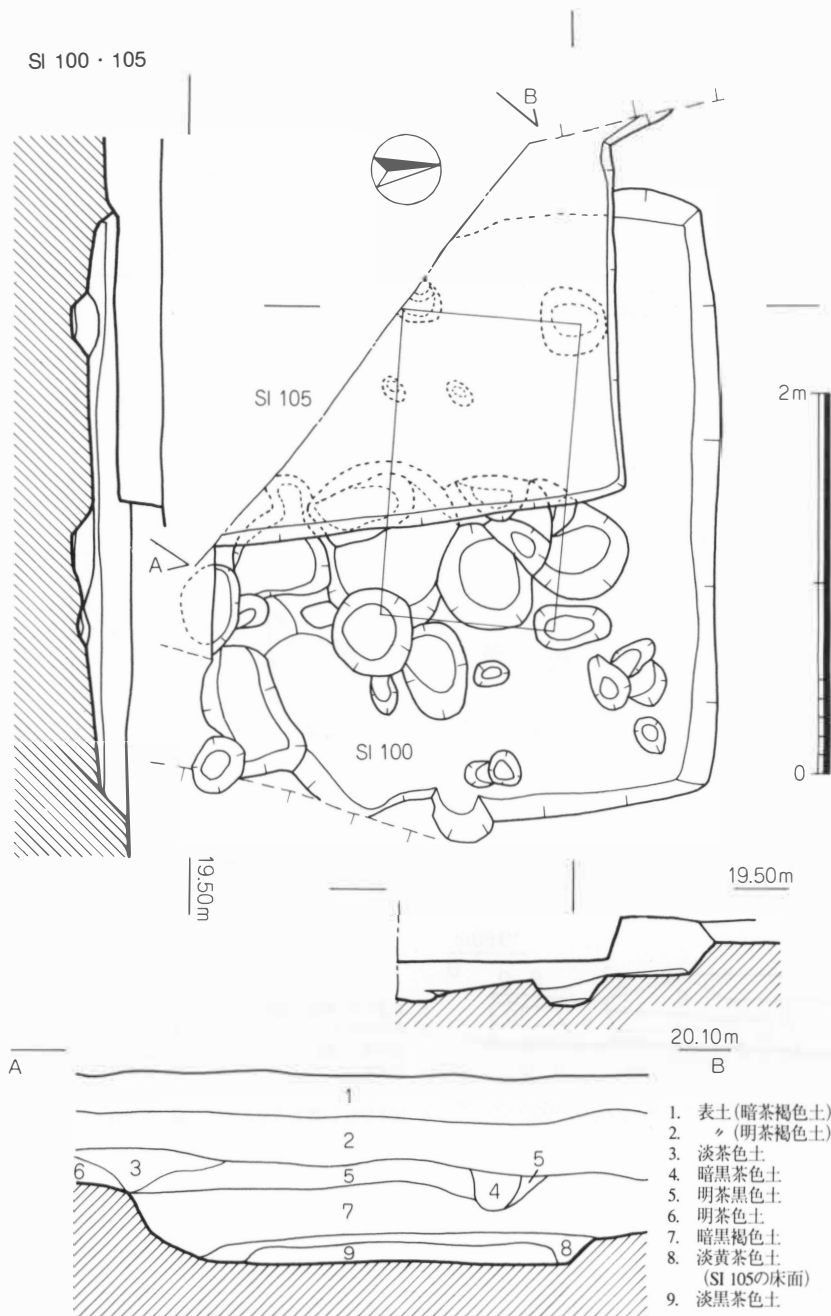 SI 100・105
B
SI 105
2m
A
SI 100
0
19.50m
19.50m
20.10m
A
B
1
2
3
4
5
5
6
7
8
9
1. 表土(暗茶褐色土)
2. 〃(明茶褐色土)
3. 淡茶色土
4. 暗黒茶色土
5. 明茶黒色土
6. 明茶色土
7. 暗黒褐色土
8. 淡黄茶色土
(SI 105の床面)
9. 淡黒茶色土